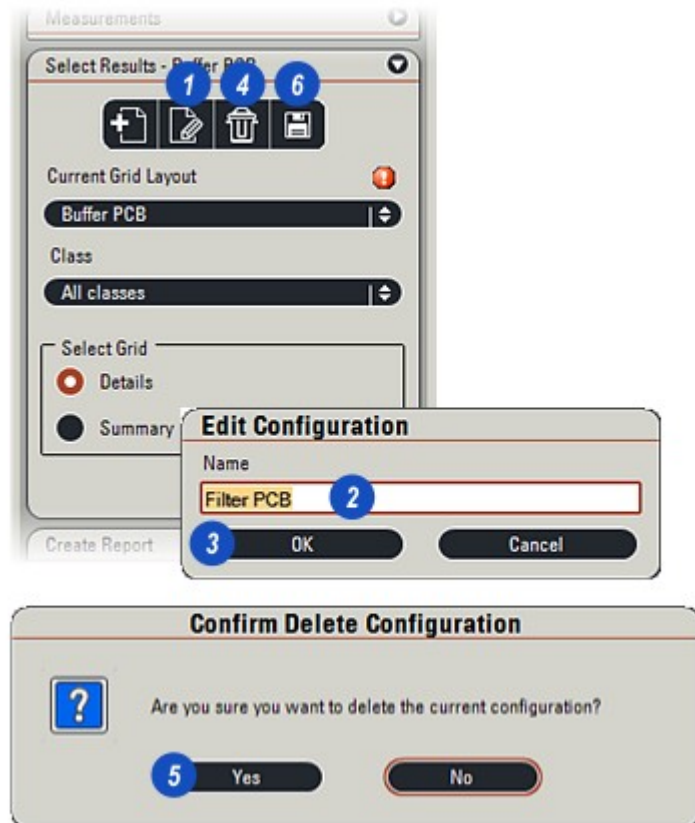 Measurements
Select Results - Buffer PCB
1 4 6
Current Grid Layout
Buffer PCB
Class
All classes
Select Grid
Details
Summary
Edit Configuration
Name
Filter PCB 2
3 OK Cancel
Create Report
Confirm Delete Configuration
? Are you sure you want to delete the current configuration?
5 Yes No